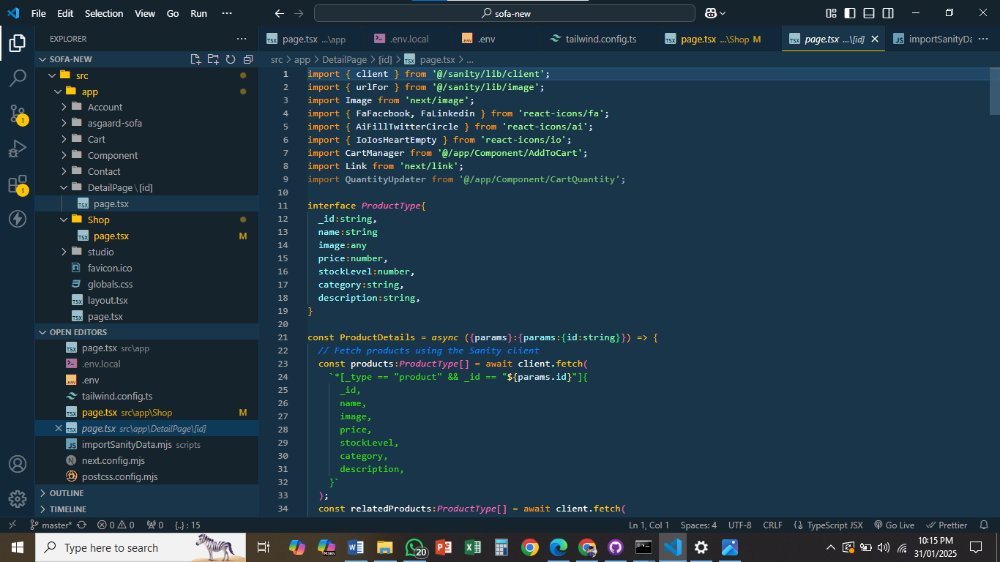 File Edit Selection View Go Run ··· sofa-new
EXPLORER ···
SOFA-NEW
src
app
Account
asgaard-sofa
Cart
Component
Contact
DetailPage\[id]
page.tsx
Shop
page.tsx M
studio
favicon.ico
globals.css
layout.tsx
page.tsx
OPEN EDITORS
page.tsx src\app
.env.local
.env
tailwind.config.ts
page.tsx src\app\Shop M
page.tsx src\app\DetailPage\[id]
importSanityData.mjs scripts
next.config.mjs
postcss.config.mjs
OUTLINE
TIMELINE
page.tsx ...\app .env.local .env tailwind.config.ts page.tsx ...\Shop M page.tsx ...\[id] importSanityDa ···
src > app > DetailPage > [id] > page.tsx > ...
1 import { client } from '@/sanity/lib/client';
2 import { urlFor } from '@/sanity/lib/image';
3 import Image from 'next/image';
4 import { FaFacebook, FaLinkedin } from 'react-icons/fa';
5 import { AiFillTwitterCircle } from 'react-icons/ai';
6 import { IoIosHeartEmpty } from 'react-icons/io';
7 import CartManager from '@/app/Component/AddToCart';
8 import Link from 'next/link';
9 import QuantityUpdater from '@/app/Component/CartQuantity';
10
11 interface ProductType{
12 _id:string,
13 name:string
14 image:any
15 price:number,
16 stockLevel:number,
17 category:string,
18 description:string,
19 }
20
21 const ProductDetails = async ({params}:{params:{id:string}}) => {
22 // Fetch products using the Sanity client
23 const products:ProductType[] = await client.fetch(
24 `*[_type == "product" && _id == "${params.id}"]{
25 _id,
26 name,
27 image,
28 price,
29 stockLevel,
30 category,
31 description,
32 }`
33 );
34 const relatedProducts:ProductType[] = await client.fetch(
master* 0 0 0 {..} : 15 Ln 1, Col 1 Spaces: 4 UTF-8 CRLF TypeScript JSX Go Live Prettier
Type here to search
10:15 PM
31/01/2025
1
1
20
M365